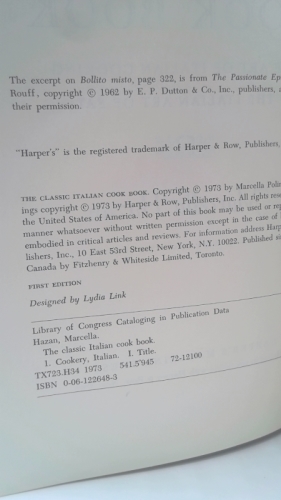 The excerpt on Bollito misto, page 322, is from The Passionate Ep
Rouff, copyright © 1962 by E. P. Dutton & Co., Inc., publishers,
their permission.
"Harper's" is the registered trademark of Harper & Row, Publishers,
THE CLASSIC ITALIAN COOK BOOK. Copyright © 1973 by Marcella Polin
ings copyright © 1973 by Harper & Row, Publishers, Inc. All rights rese
the United States of America. No part of this book may be used or rep
manner whatsoever without written permission except in the case of
embodied in critical articles and reviews. For information address Harp
lishers, Inc., 10 East 53rd Street, New York, N.Y. 10022. Published si
Canada by Fitzhenry & Whiteside Limited, Toronto.
FIRST EDITION
Designed by Lydia Link
Library of Congress Cataloging in Publication Data
Hazan, Marcella.
The classic Italian cook book.
1. Cookery, Italian. I. Title.
TX723.H34 1973 541.5'945 72-12100
ISBN 0-06-122648-3